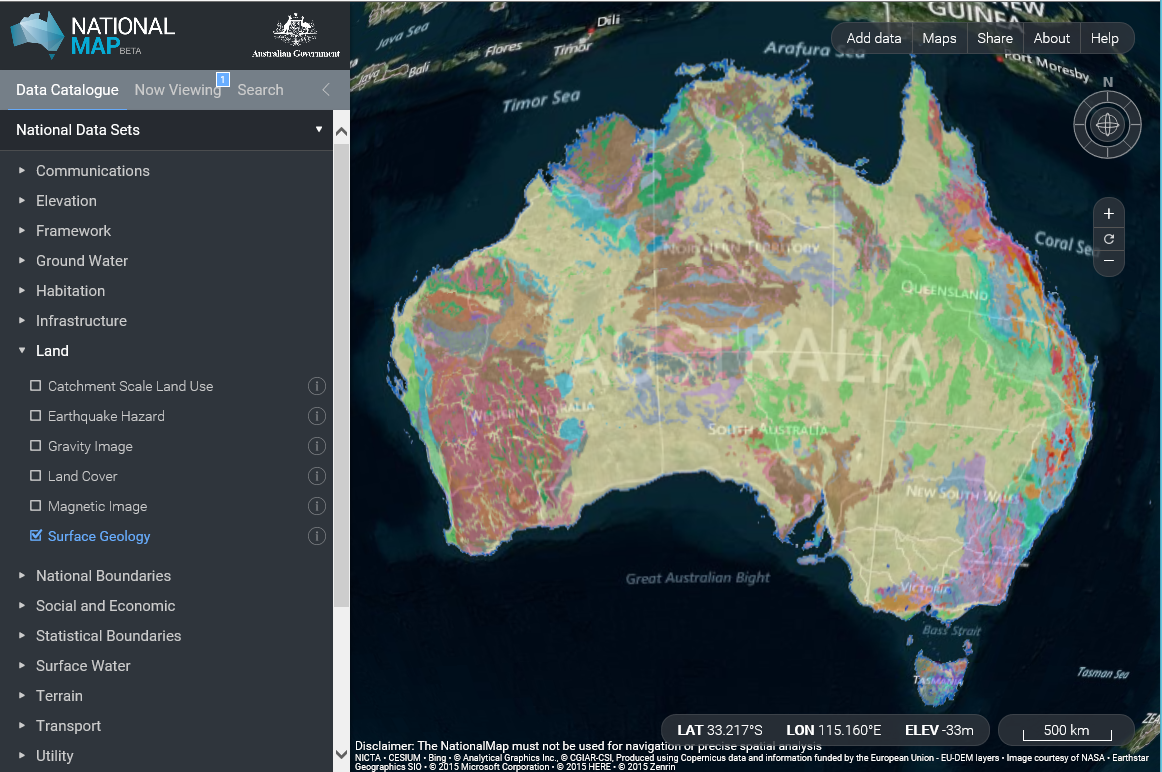 NATIONAL
MAP BETA
Australian Government
Data Catalogue
Now Viewing
1
Search
National Data Sets
Communications
Elevation
Framework
Ground Water
Habitation
Infrastructure
Land
Catchment Scale Land Use
Earthquake Hazard
Gravity Image
Land Cover
Magnetic Image
Surface Geology
National Boundaries
Social and Economic
Statistical Boundaries
Surface Water
Terrain
Transport
Utility
Add data
Maps
Share
About
Help
NEW
GUINEA
Dili
Java Sea
Flores
Timor
Java
Bali
Arafura Sea
Port Moresby
N
Timor Sea
Coral Sea
NORTHERN TERRITORY
QUEENSLAND
AUSTRALIA
WESTERN AUSTRALIA
SOUTH AUSTRALIA
NEW SOUTH WALES
Great Australian Bight
VICTORIA
Bass Strait
TASMANIA
Tasman Sea
LAT 33.217°S LON 115.160°E ELEV -33m
500 km
Disclaimer: The NationalMap must not be used for navigation or precise spatial analysis
NICTA • CESIUM • Bing • © Analytical Graphics Inc., © CGIAR-CSI, Produced using Copernicus data and information funded by the European Union - EU-DEM layers • Image courtesy of NASA • Earthstar
Geographics SIO • © 2015 Microsoft Corporation • © 2015 HERE • © 2015 Zenrin